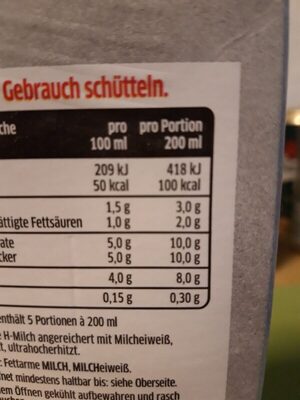 Gebrauch schütteln.
che pro pro Portion
100 ml 200 ml
209 kJ 418 kJ
50 kcal 100 kcal
1,5 g 3,0 g
ättigte Fettsäuren 1,0 g 2,0 g
ate 5,0 g 10,0 g
cker 5,0 g 10,0 g
4,0 g 8,0 g
0,15 g 0,30 g
enthält 5 Portionen à 200 ml
e H-Milch angereichert mit Milcheiweiß,
t, ultrahocherhitzt.
: Fettarme MILCH, MILCHeiweiß.
net mindestens haltbar bis: siehe Oberseite.
em Öffnen gekühlt aufbewahren und rasch